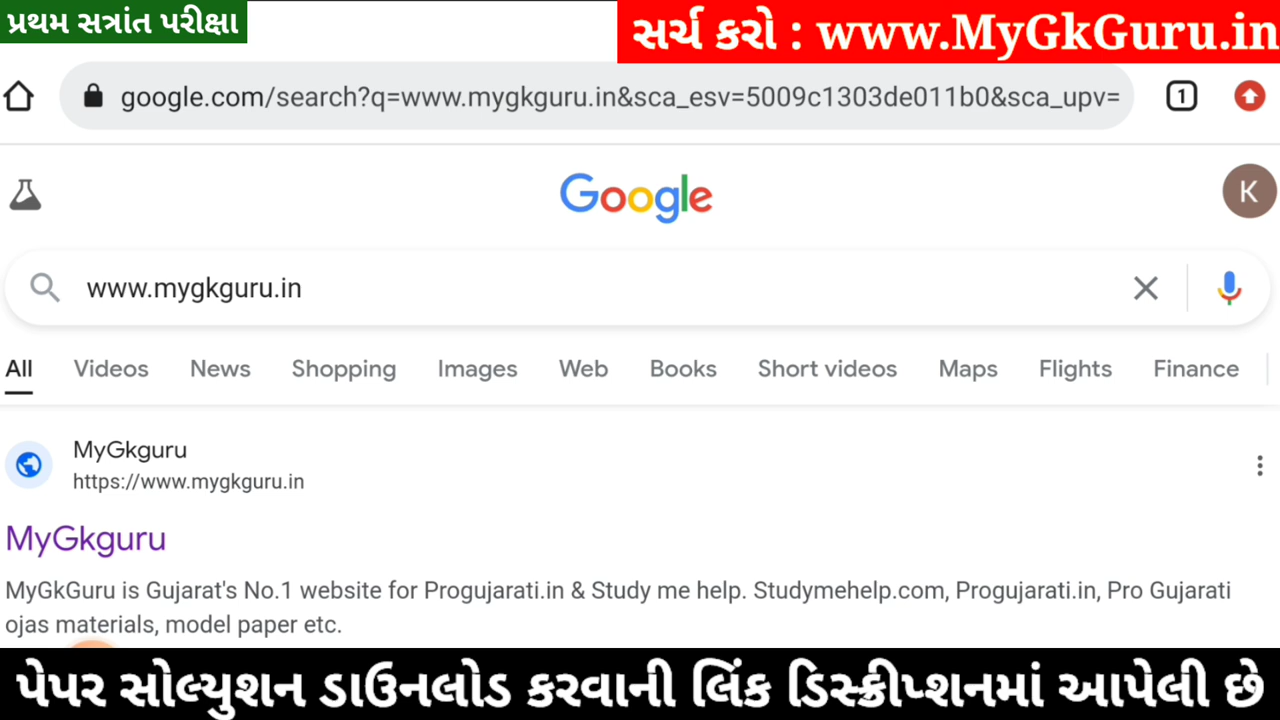 પ્રથમ સત્રાંત પરીક્ષા
સર્ચ કરો : www.MyGkGuru.in
google.com/search?q=www.mygkguru.in&sca_esv=5009c1303de011b0&sca_upv=
1
Google
K
www.mygkguru.in
All Videos News Shopping Images Web Books Short videos Maps Flights Finance
MyGkguru
https://www.mygkguru.in
MyGkguru
MyGkGuru is Gujarat's No.1 website for Progujarati.in & Study me help. Studymehelp.com, Progujarati.in, Pro Gujarati
ojas materials, model paper etc.
પેપર સોલ્યુશન ડાઉનલોડ કરવાની લિંક ડિસ્ક્રીપ્શનમાં આપેલી છે